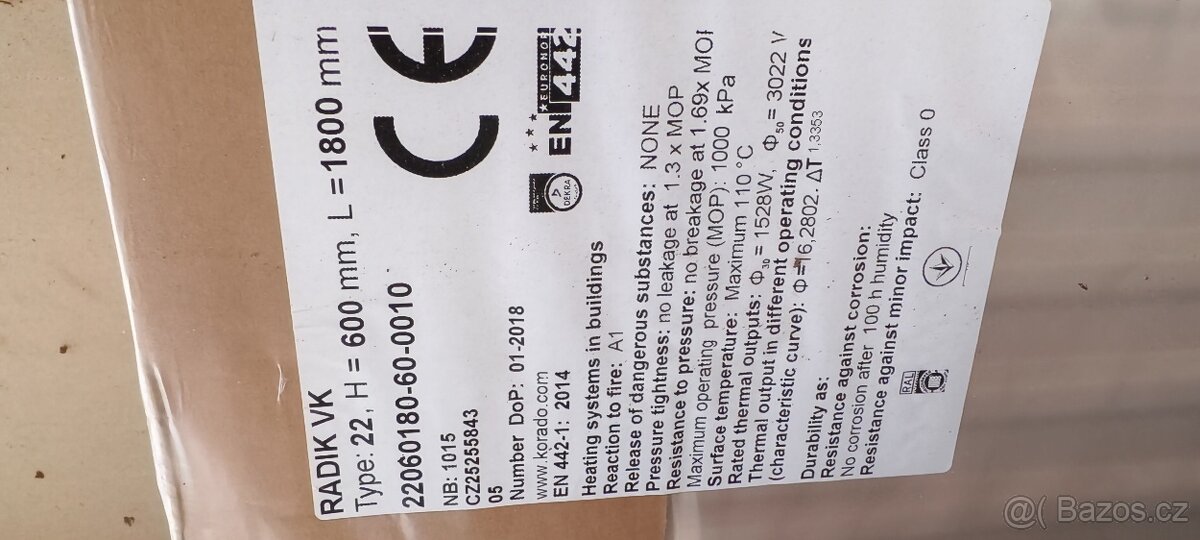 RADIK VK
Type: 22, H = 600 mm, L =1800 mm
22060180-60-0010
NB: 1015
CZ25255843
05
Number DoP: 01-2018
www.korado.com
EN 442-1: 2014
CE
DEKRA
EURONORM
EN 442
Heating systems in buildings
Reaction to fire: A1
Release of dangerous substances: NONE
Pressure tightness: no leakage at 1.3 x MOP
Resistance to pressure: no breakage at 1.69x MOP
Maximum operating pressure (MOP): 1000 kPa
Surface temperature: Maximum 110 °C
Rated thermal outputs: Φ30 = 1528W, Φ50 = 3022 W
Thermal output in different operating conditions
(characteristic curve): Φ=16,2802. ΔT 1,3353
Durability as:
Resistance against corrosion:
No corrosion after 100 h humidity
Resistance against minor impact: Class 0
RAL
@( Bazos.cz